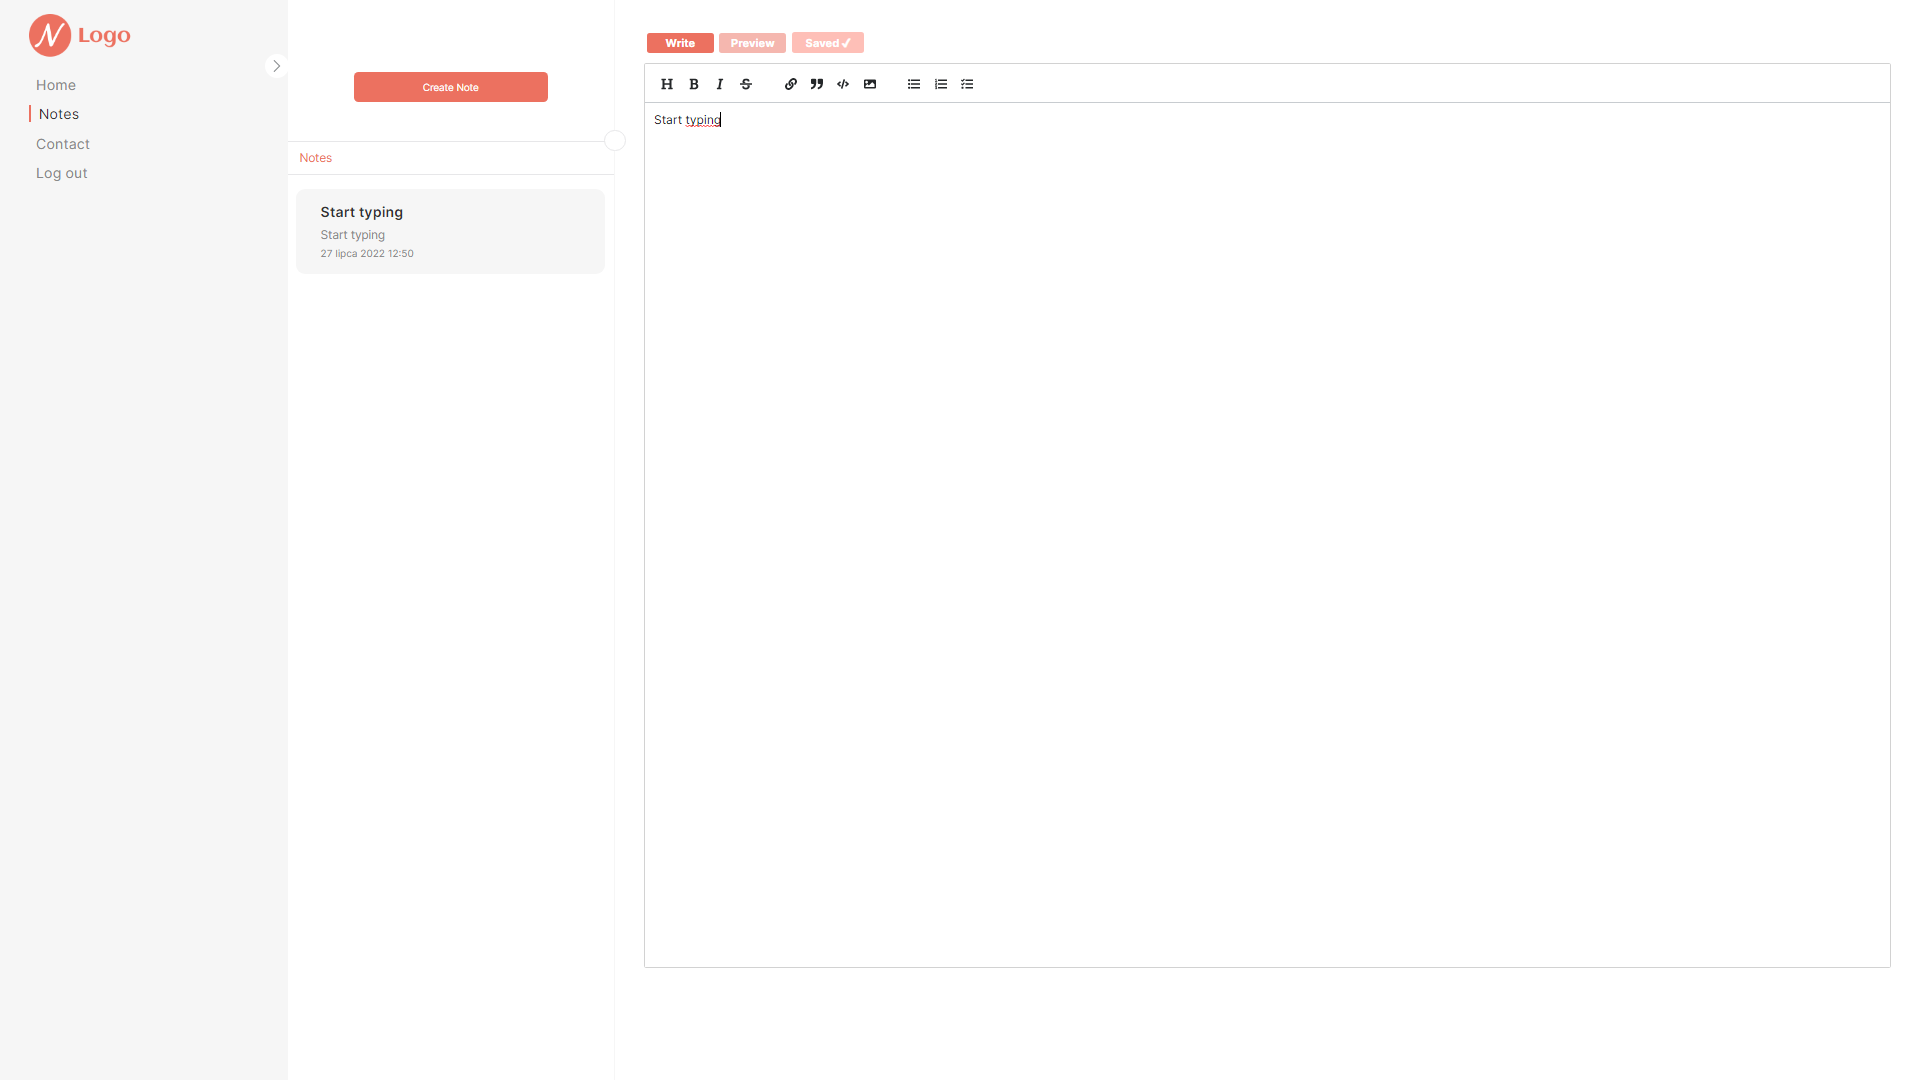 Logo
Home
Notes
Contact
Log out
Create Note
Notes
Start typing
Start typing
27 lipca 2022 12:50
Write Preview Saved ✓
H B I S
Start typing